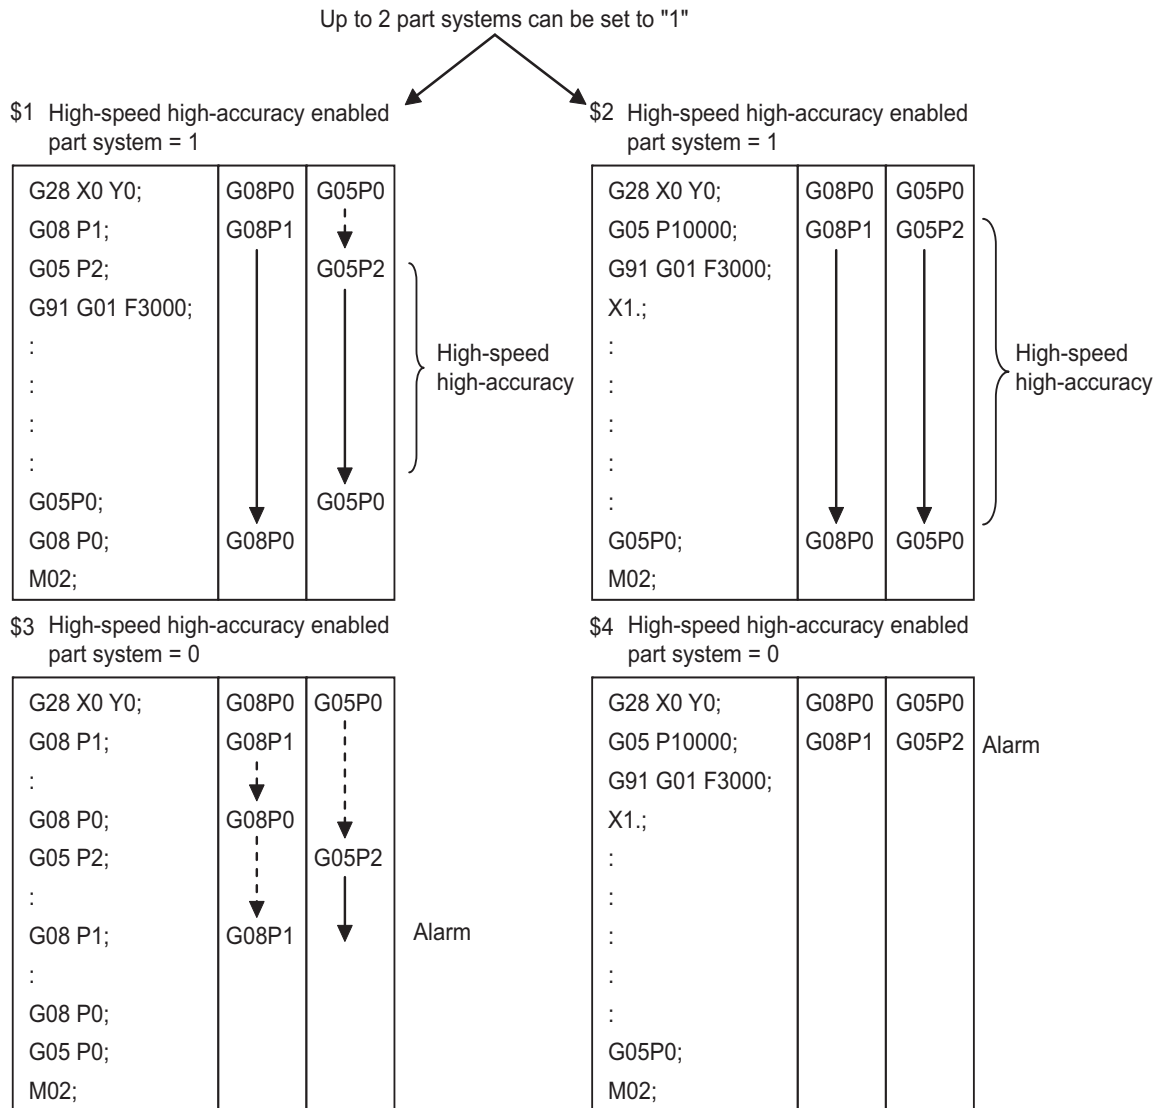 Up to 2 part systems can be set to "1"
$1 High-speed high-accuracy enabled
part system = 1
G28 X0 Y0; G08P0 G05P0
G08 P1; G08P1
G05 P2; G05P2
G91 G01 F3000;
:
:
:
:
G05P0; G05P0
G08 P0; G08P0
M02;
High-speed
high-accuracy
$2 High-speed high-accuracy enabled
part system = 1
G28 X0 Y0; G08P0 G05P0
G05 P10000; G08P1 G05P2
G91 G01 F3000;
X1.;
:
:
:
:
:
G05P0; G08P0 G05P0
M02;
High-speed
high-accuracy
$3 High-speed high-accuracy enabled
part system = 0
G28 X0 Y0; G08P0 G05P0
G08 P1; G08P1
:
G08 P0; G08P0
G05 P2; G05P2
:
G08 P1; G08P1 Alarm
:
G08 P0;
G05 P0;
M02;
$4 High-speed high-accuracy enabled
part system = 0
G28 X0 Y0; G08P0 G05P0
G05 P10000; G08P1 G05P2 Alarm
G91 G01 F3000;
X1.;
:
:
:
:
:
G05P0;
M02;